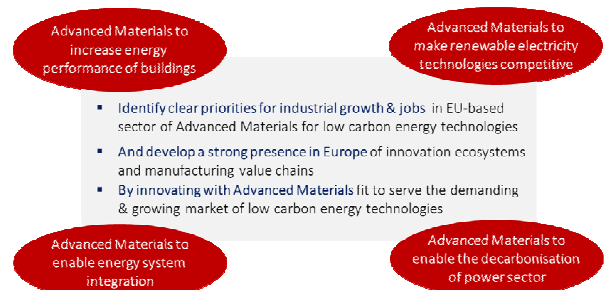 Advanced Materials to
increase energy
performance of buildings
Advanced Materials to
make renewable electricity
technologies competitive
▪ Identify clear priorities for industrial growth & jobs in EU-based
sector of Advanced Materials for low carbon energy technologies
▪ And develop a strong presence in Europe of innovation ecosystems
and manufacturing value chains
▪ By innovating with Advanced Materials fit to serve the demanding
& growing market of low carbon energy technologies
Advanced Materials to
enable energy system
integration
Advanced Materials to
enable the decarbonisation
of power sector